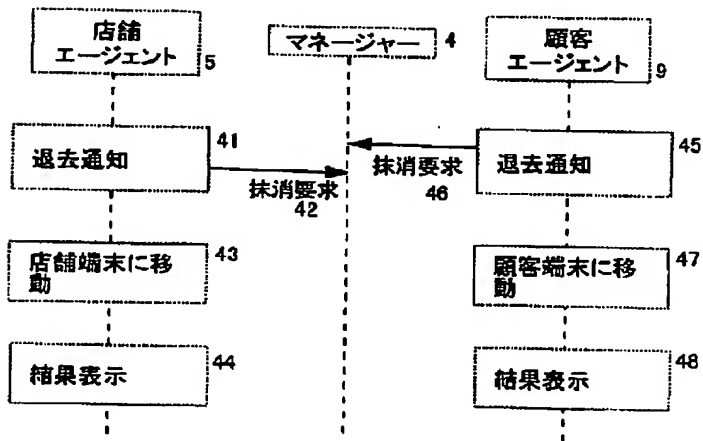 店舗
エージェント
5
マネージャー
4
顧客
エージェント
9
退去通知
41
抹消要求
42
抹消要求
46
退去通知
45
店舗端末に移
動
43
顧客端末に移
動
47
結果表示
44
結果表示
48